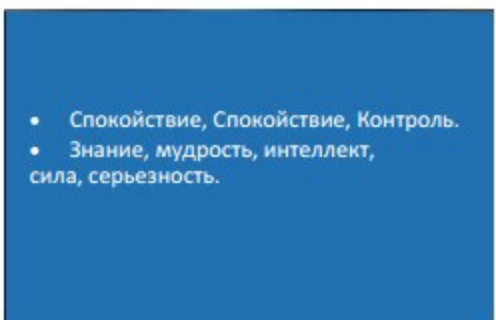 • Спокойствие, Спокойствие, Контроль.
• Знание, мудрость, интеллект,
сила, серьезность.